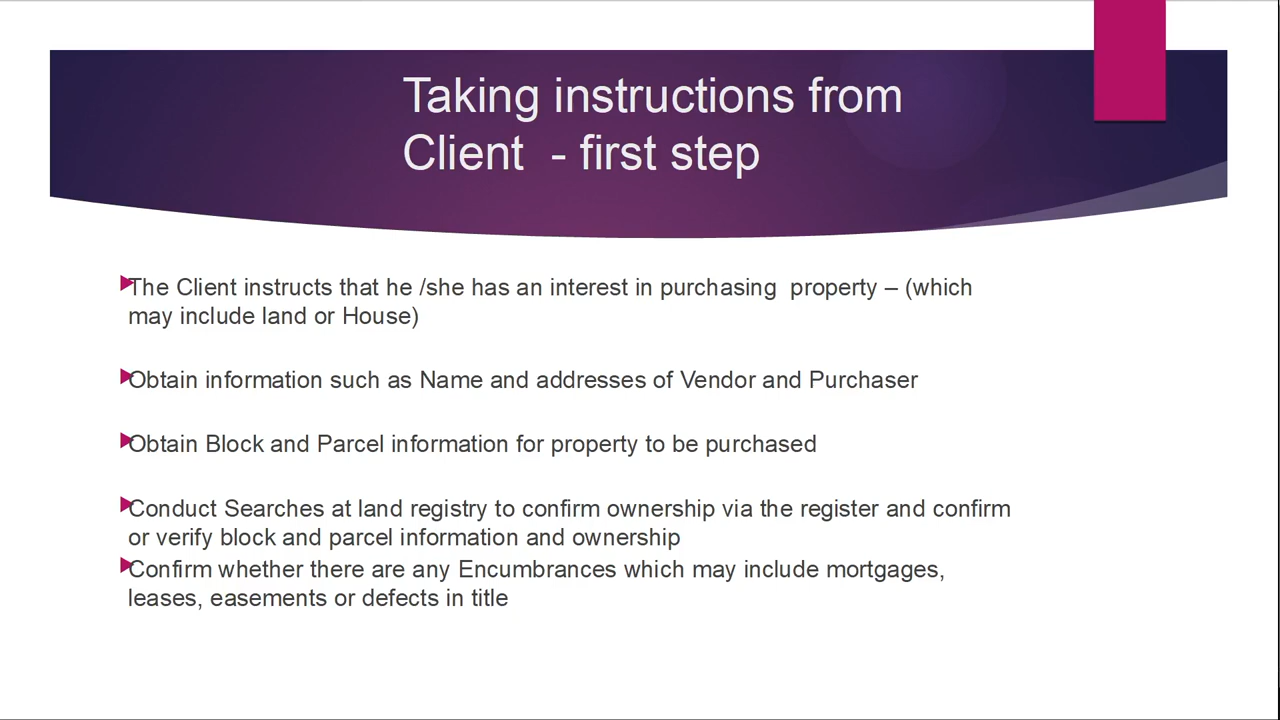 Taking instructions from
Client  - first step
The Client instructs that he /she has an interest in purchasing  property – (which
may include land or House)
Obtain information such as Name and addresses of Vendor and Purchaser
Obtain Block and Parcel information for property to be purchased
Conduct Searches at land registry to confirm ownership via the register and confirm
or verify block and parcel information and ownership
Confirm whether there are any Encumbrances which may include mortgages,
leases, easements or defects in title